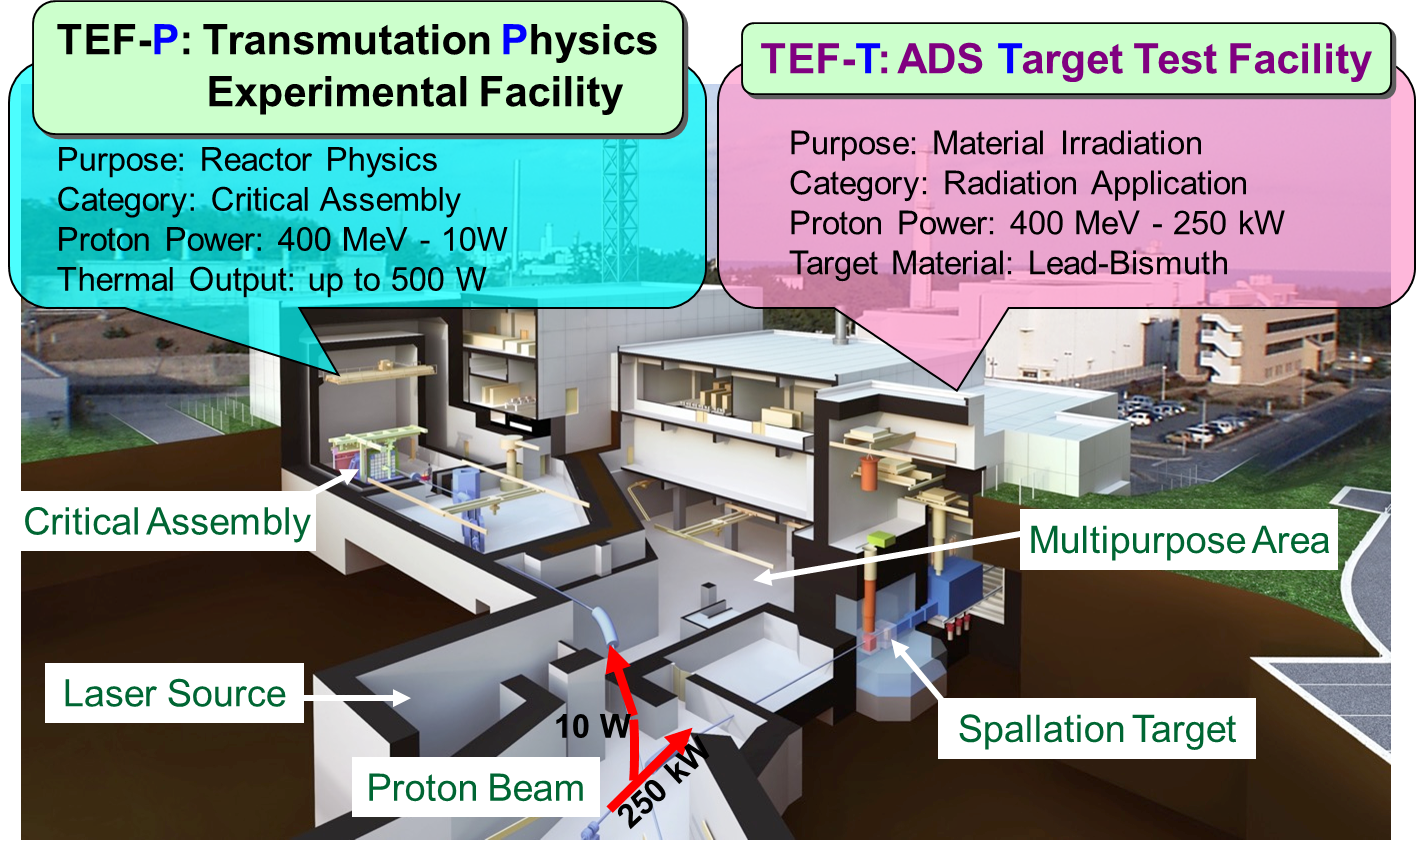 TEF-P: Transmutation Physics
Experimental Facility
Purpose: Reactor Physics
Category: Critical Assembly
Proton Power: 400 MeV - 10W
Thermal Output: up to 500 W
TEF-T: ADS Target Test Facility
Purpose: Material Irradiation
Category: Radiation Application
Proton Power: 400 MeV - 250 kW
Target Material: Lead-Bismuth
Critical Assembly
Multipurpose Area
Laser Source
Spallation Target
10 W
Proton Beam
250 kW